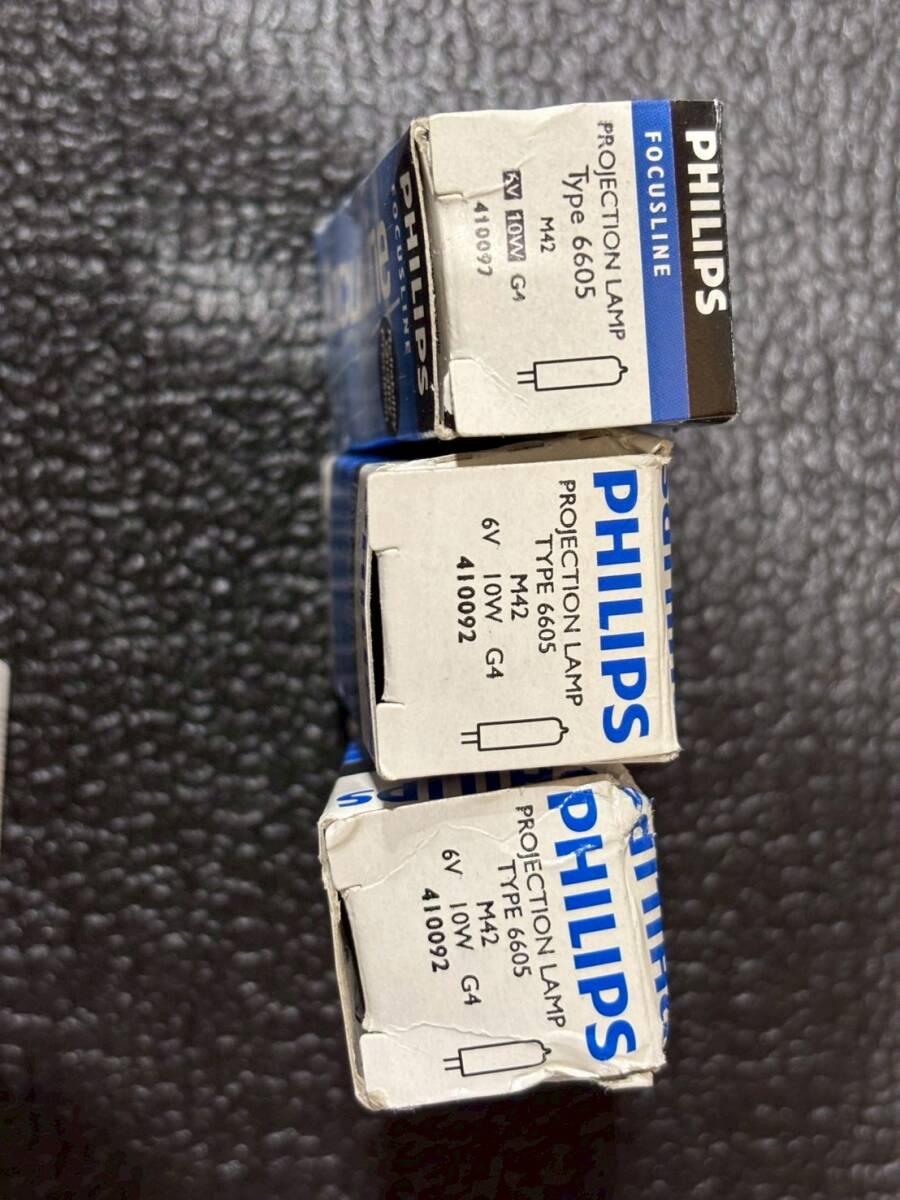 PHILIPS
FOCUSLINE
PROJECTION LAMP
Type 6605
M42
6V 10W G4
410097
PHILIPS
FOCUSLINE
PHILIPS
PROJECTION LAMP
TYPE 6605
M42
6V 10W G4
410092
PHILIPS
PROJECTION LAMP
TYPE 6605
M42
6V 10W G4
410092